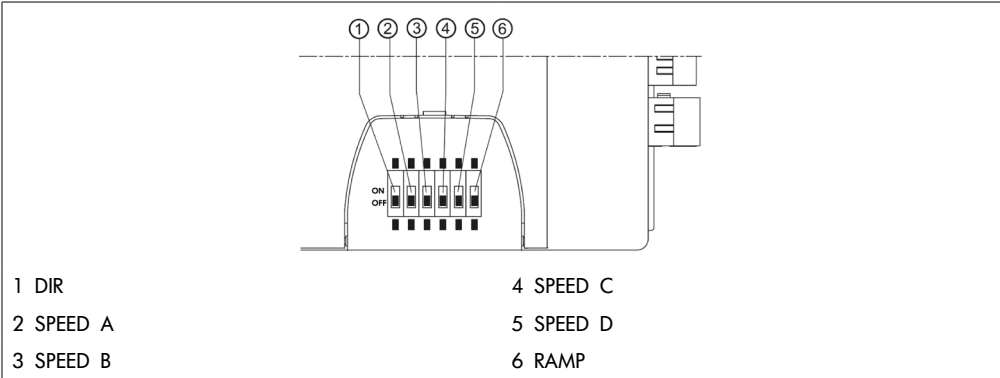 ① ② ③ ④ ⑤ ⑥
ON
OFF
1 DIR
2 SPEED A
3 SPEED B
4 SPEED C
5 SPEED D
6 RAMP